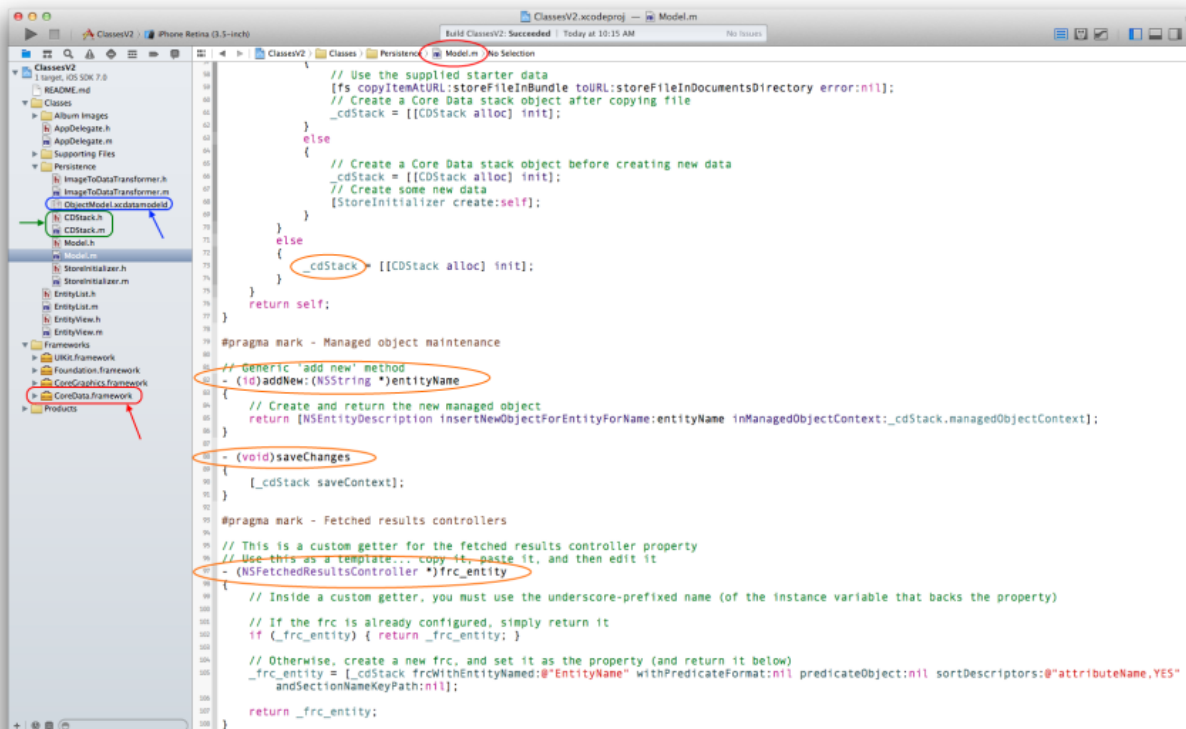 ClassesV2.xcodeproj — Model.m
ClassesV2 〉 iPhone Retina (3.5-inch)
Build ClassesV2: Succeeded | Today at 10:15 AM
No Issues
ClassesV2 〉 Classes 〉 Persistence 〉 Model.m 〉 No Selection
ClassesV2
1 target, iOS SDK 7.0
README.md
Classes
Album Images
AppDelegate.h
AppDelegate.m
Supporting Files
Persistence
ImageToDataTransformer.h
ImageToDataTransformer.m
ObjectModel.xcdatamodeld
CDStack.h
CDStack.m
Model.h
Model.m
StoreInitializer.h
StoreInitializer.m
EntityList.h
EntityList.m
EntityView.h
EntityView.m
Frameworks
UIKit.framework
Foundation.framework
CoreGraphics.framework
CoreData.framework
Products
{
// Use the supplied starter data
[fs copyItemAtURL:storeFileInBundle toURL:storeFileInDocumentsDirectory error:nil];
// Create a Core Data stack object after copying file
_cdStack = [[CDStack alloc] init];
}
else
{
// Create a Core Data stack object before creating new data
_cdStack = [[CDStack alloc] init];
// Create some new data
[StoreInitializer create:self];
}
}
else
{
_cdStack = [[CDStack alloc] init];
}
}
return self;
}
#pragma mark - Managed object maintenance
// Generic 'add new' method
- (id)addNew:(NSString *)entityName
{
// Create and return the new managed object
return [NSEntityDescription insertNewObjectForEntityForName:entityName inManagedObjectContext:_cdStack.managedObjectContext];
}
- (void)saveChanges
{
[_cdStack saveContext];
}
#pragma mark - Fetched results controllers
// This is a custom getter for the fetched results controller property
// Use this as a template... copy it, paste it, and then edit it
- (NSFetchedResultsController *)frc_entity
{
// Inside a custom getter, you must use the underscore-prefixed name (of the instance variable that backs the property)
// If the frc is already configured, simply return it
if (_frc_entity) { return _frc_entity; }
// Otherwise, create a new frc, and set it as the property (and return it below)
_frc_entity = [_cdStack frcWithEntityNamed:@"EntityName" withPredicateFormat:nil predicateObject:nil sortDescriptors:@"attributeName,YES"
andSectionNameKeyPath:nil];
return _frc_entity;
}